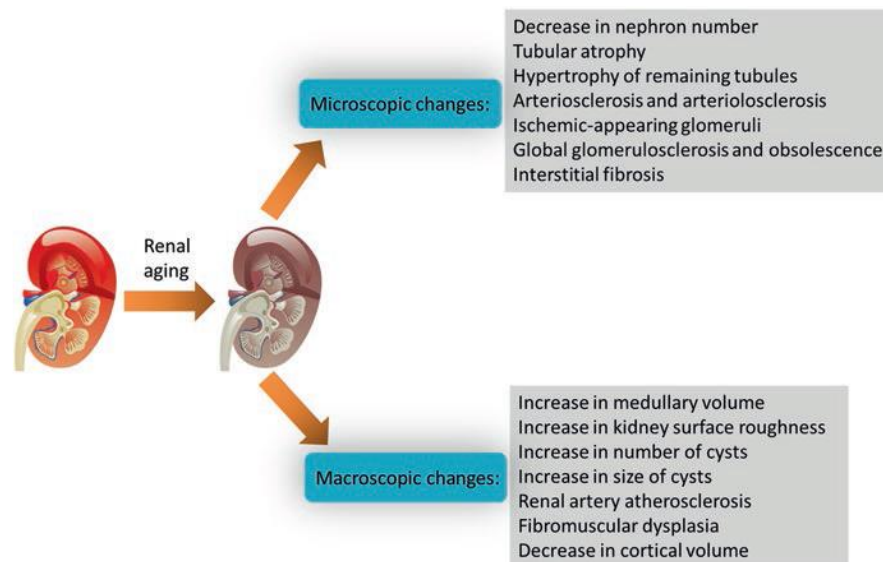 Renal
aging
Microscopic changes:
Decrease in nephron number
Tubular atrophy
Hypertrophy of remaining tubules
Arteriosclerosis and arteriolosclerosis
Ischemic-appearing glomeruli
Global glomerulosclerosis and obsolescence
Interstitial fibrosis
Macroscopic changes:
Increase in medullary volume
Increase in kidney surface roughness
Increase in number of cysts
Increase in size of cysts
Renal artery atherosclerosis
Fibromuscular dysplasia
Decrease in cortical volume